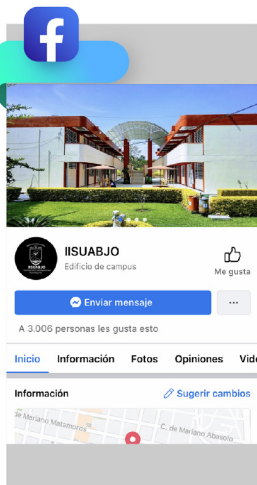 IISUABJO
Edificio de campus
Me gusta
Enviar mensaje
A 3.006 personas les gusta esto
Inicio Información Fotos Opiniones
Información
Sugerir cambios
de Mariano Matamoros
C. de Mariano Abasolo